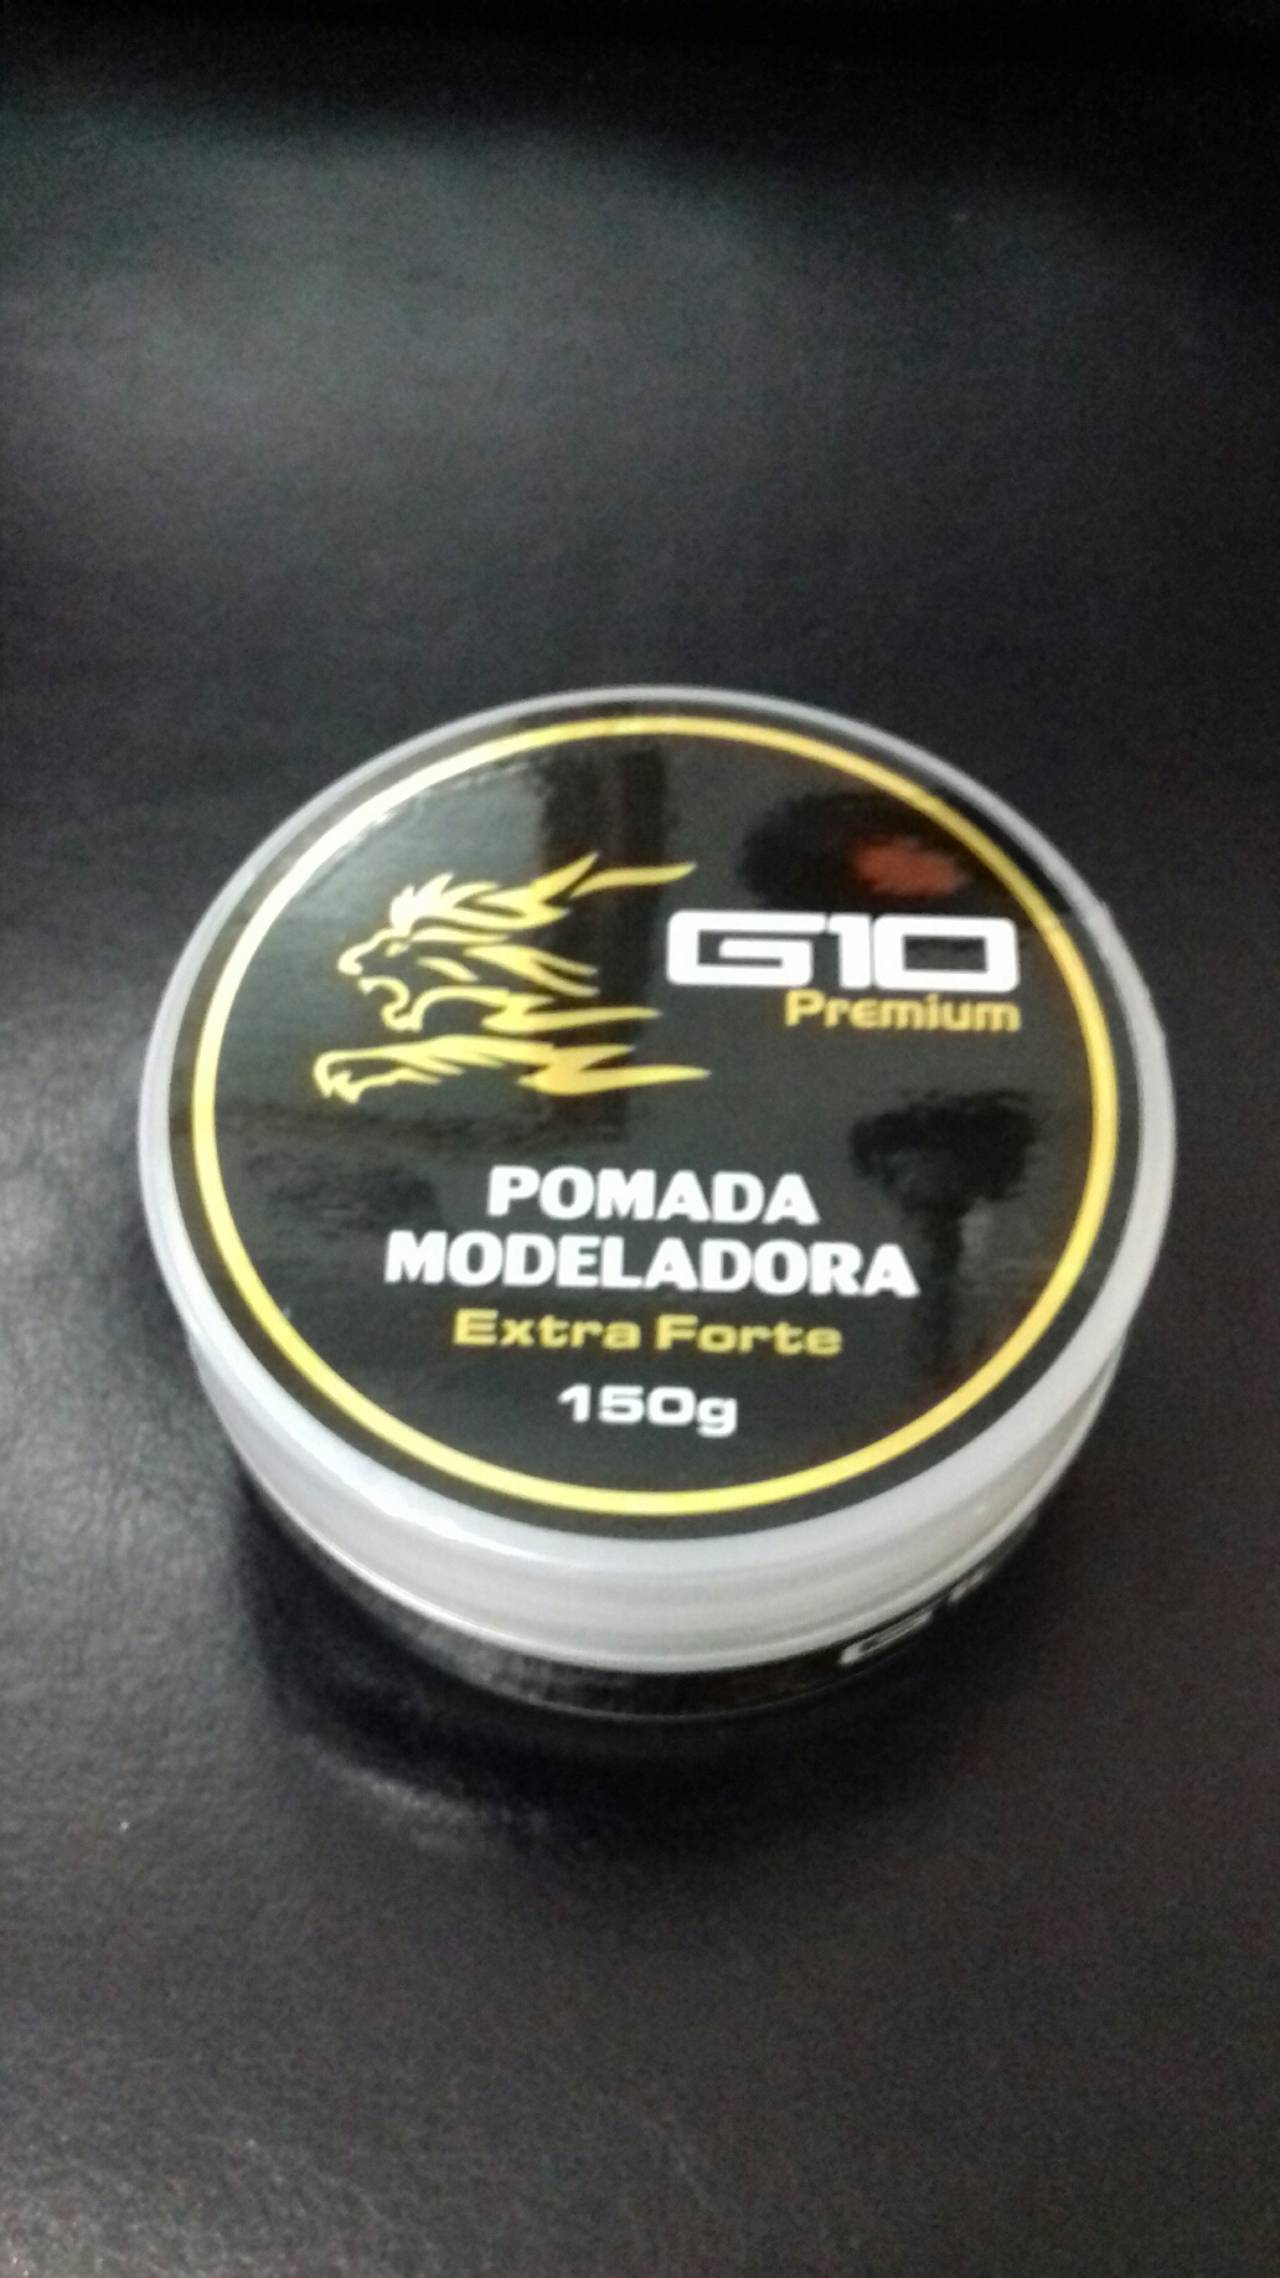 G10
Premium
POMADA
MODELADORA
Extra Forte
150g